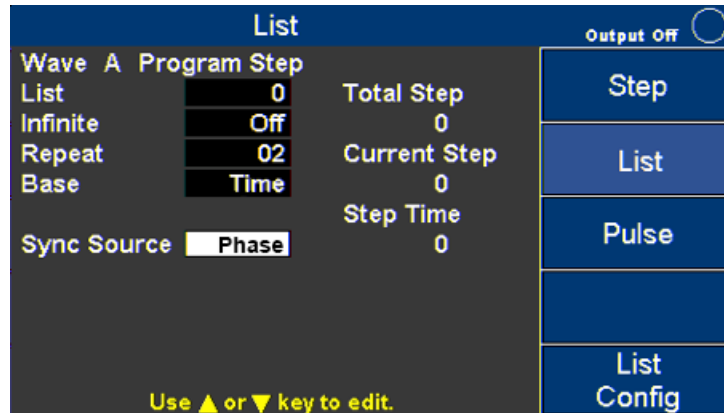 List
Output Off
Wave A Program Step
List 0
Infinite Off
Repeat 02
Base Time
Sync Source Phase
Total Step
0
Current Step
0
Step Time
0
Use ▲ or ▼ key to edit.
Step
List
Pulse
List
Config